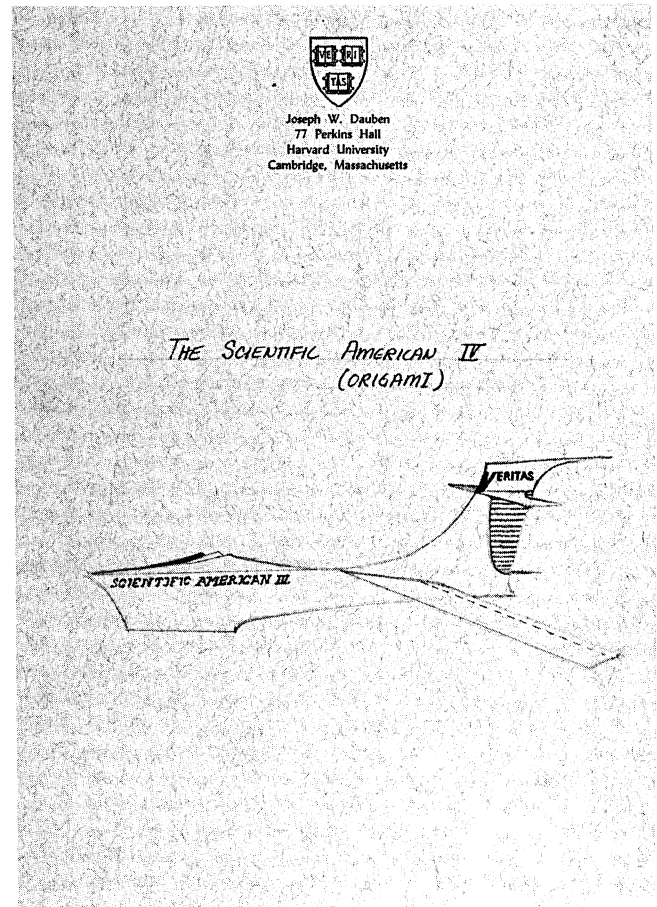 VE RI
TAS
Joseph W. Dauben
77 Perkins Hall
Harvard University
Cambridge, Massachusetts
THE SCIENTIFIC AMERICAN IV
(ORIGAMI)
VERITAS
SCIENTIFIC AMERICAN III